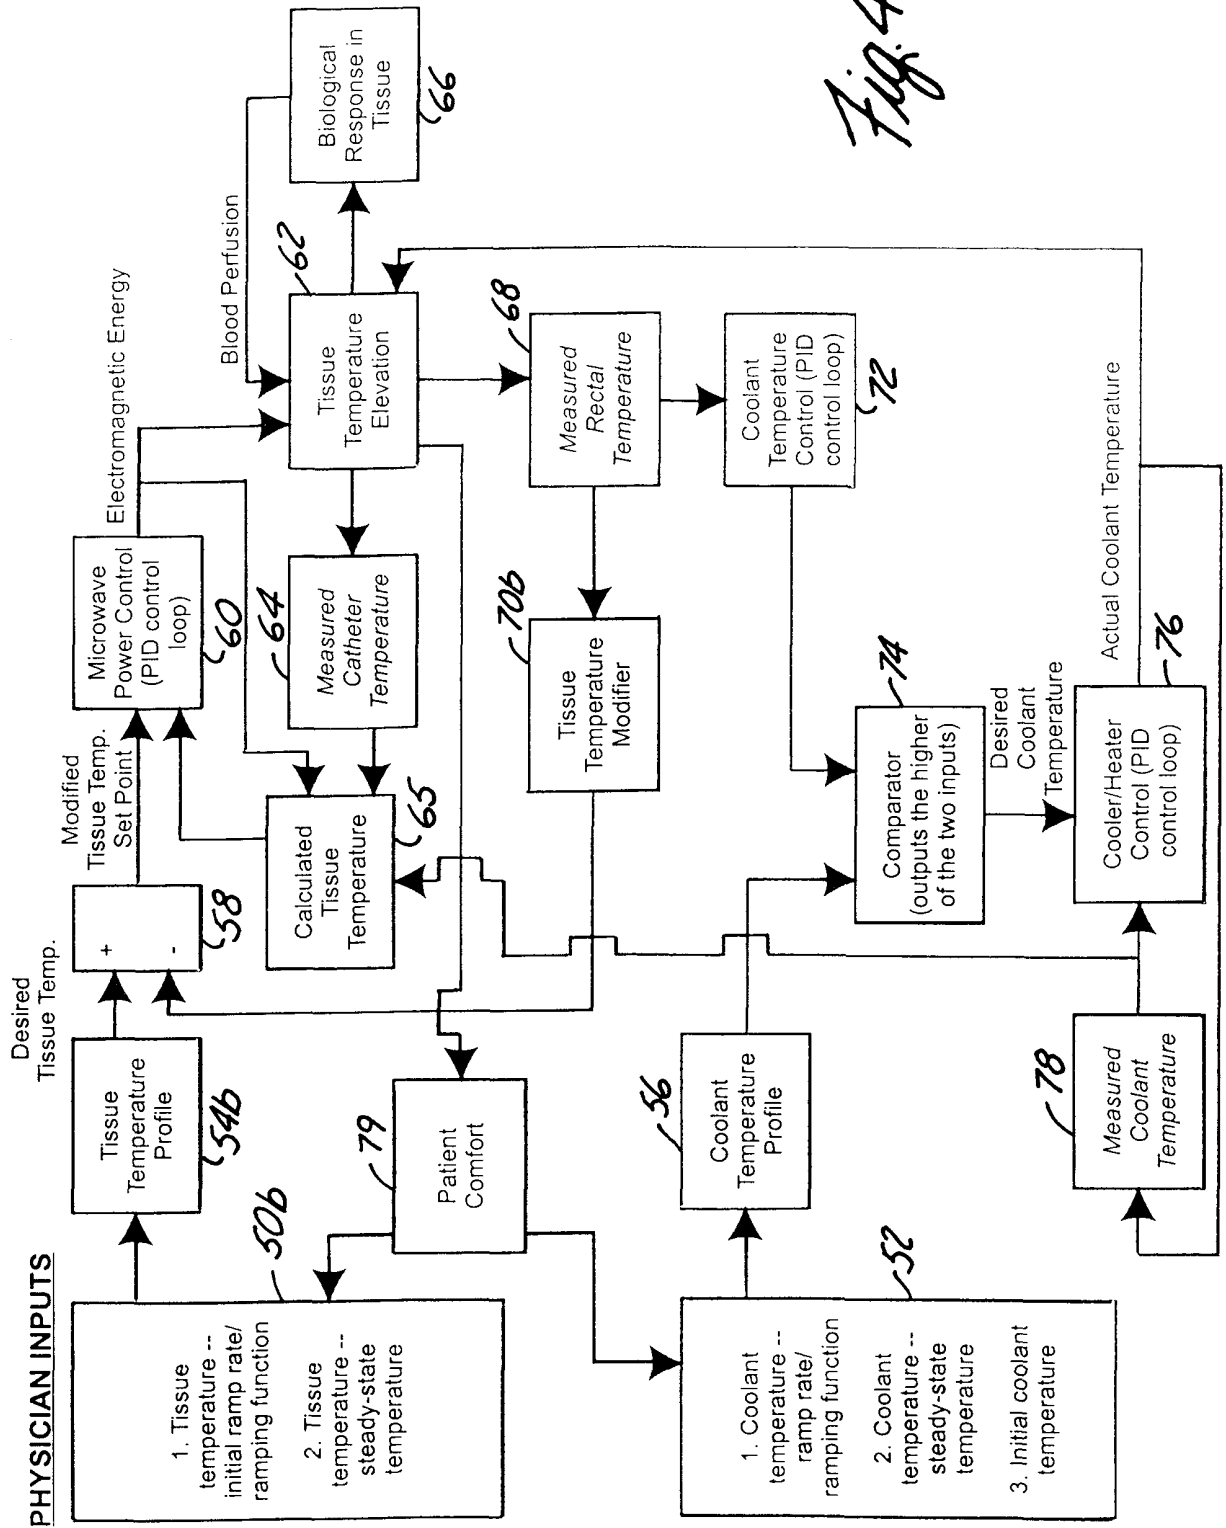 PHYSICIAN INPUTS
1. Tissue
temperature --
initial ramp rate/
ramping function
2. Tissue
temperature --
steady-state
temperature
50b
Tissue
Temperature
Profile
54b
Desired
Tissue Temp.
+
-
58
Modified
Tissue Temp.
Set Point
Microwave
Power Control
(PID control
loop)
60
Electromagnetic Energy
Blood Perfusion
Calculated
Tissue
Temperature
65
Measured
Catheter
Temperature
64
Tissue
Temperature
Elevation
62
Biological
Response in
Tissue
66
Patient
Comfort
79
Tissue
Temperature
Modifier
70b
Measured
Rectal
Temperature
68
1. Coolant
temperature --
ramp rate/
ramping function
2. Coolant
temperature --
steady-state
temperature
3. Initial coolant
temperature
52
Coolant
Temperature
Profile
56
Coolant
Temperature
Control (PID
control loop)
72
Comparator
(outputs the higher
of the two inputs)
74
Desired
Coolant
Temperature
Measured
Coolant
Temperature
78
Cooler/Heater
Control (PID
control loop)
76
Actual Coolant Temperature
Fig. 4